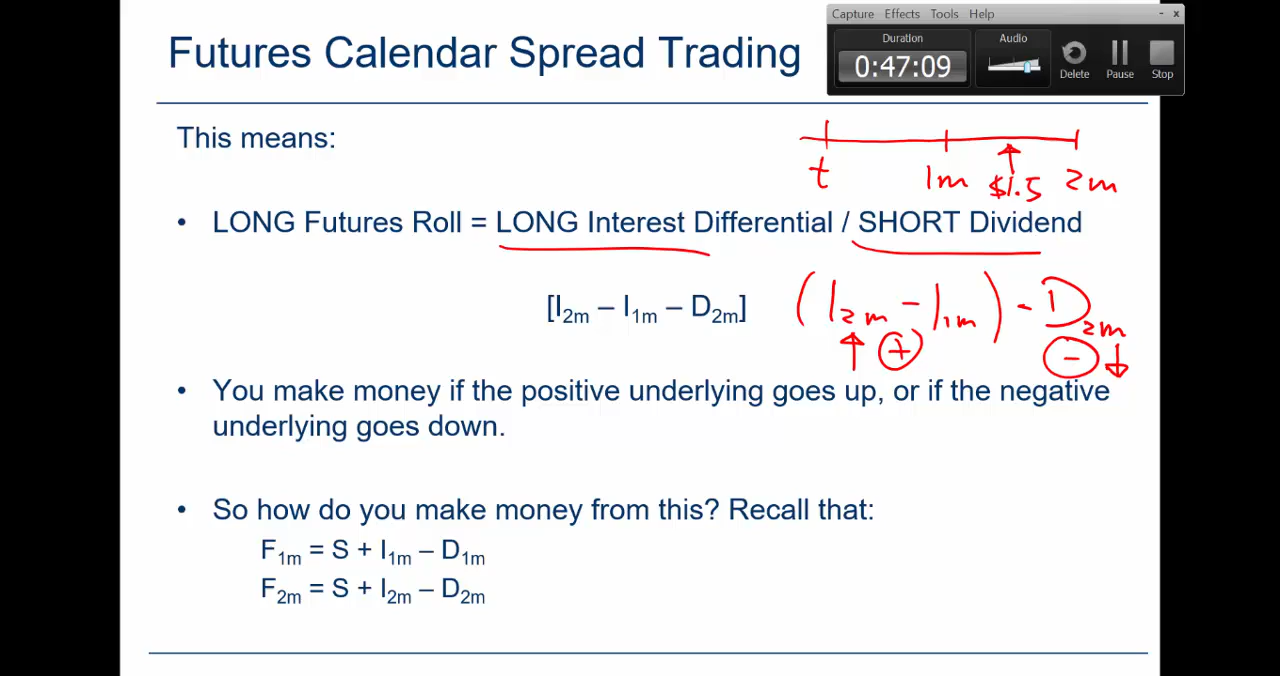 Capture Effects Tools Help
Duration
0:47:09
Audio
Delete
Pause
Stop
Futures Calendar Spread Trading
This means:
t 1m $1.5 2m
• LONG Futures Roll = LONG Interest Differential / SHORT Dividend
[I2m – I1m – D2m]
(I2m – I1m) - D2m
+ -
• You make money if the positive underlying goes up, or if the negative
underlying goes down.
• So how do you make money from this? Recall that:
F1m = S + I1m – D1m
F2m = S + I2m – D2m